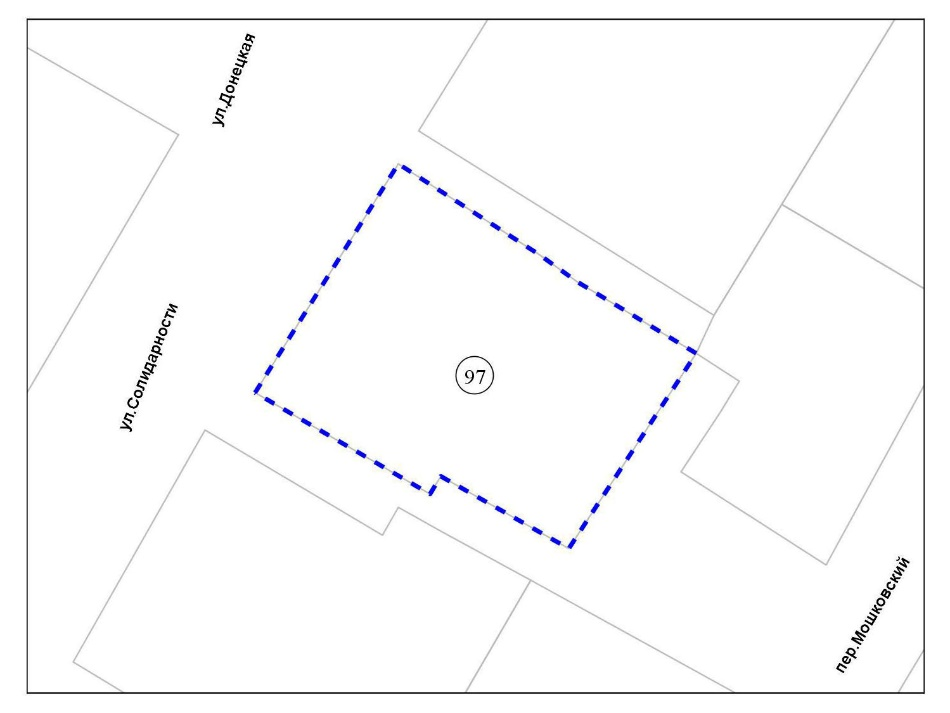 ул.Донецкая
ул.Солидарности
97
пер.Мошковский